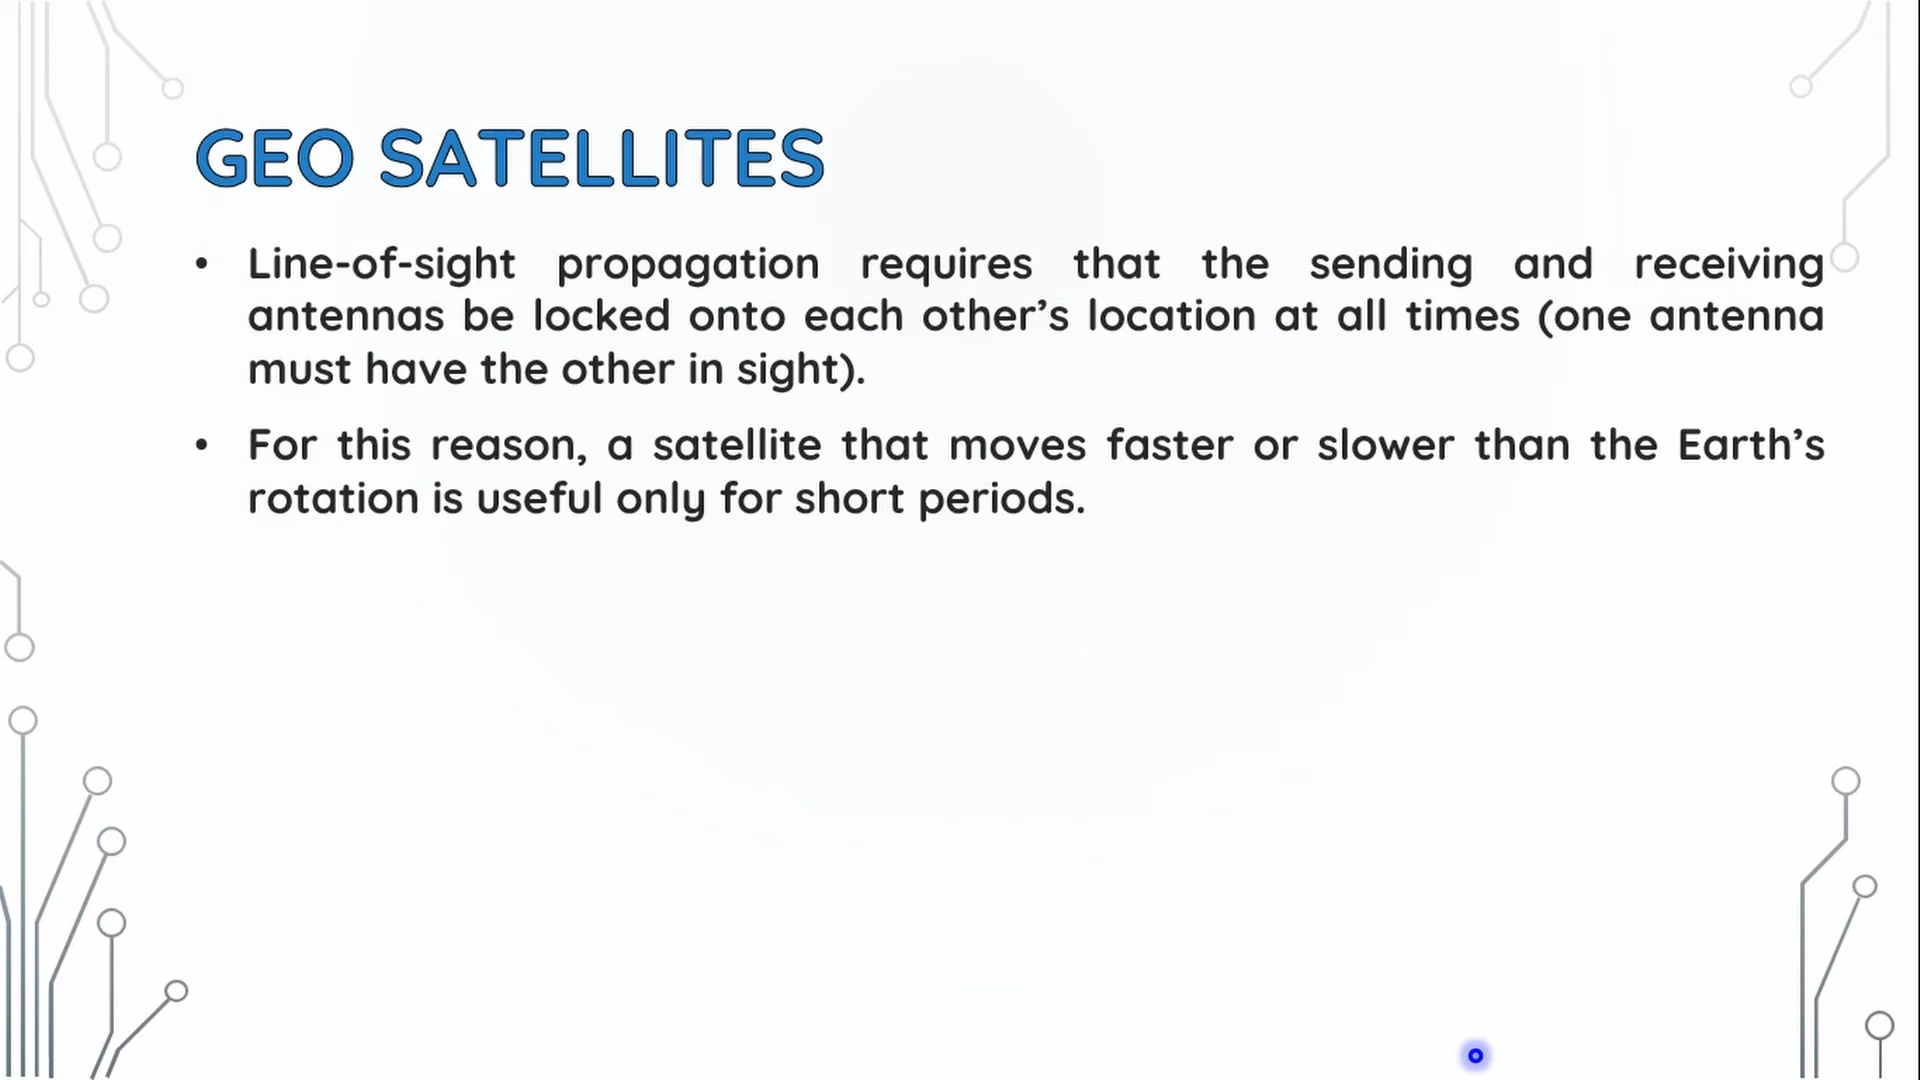 GEO SATELLITES
• Line-of-sight propagation requires that the sending and receiving
antennas be locked onto each other’s location at all times (one antenna
must have the other in sight).
• For this reason, a satellite that moves faster or slower than the Earth’s
rotation is useful only for short periods.